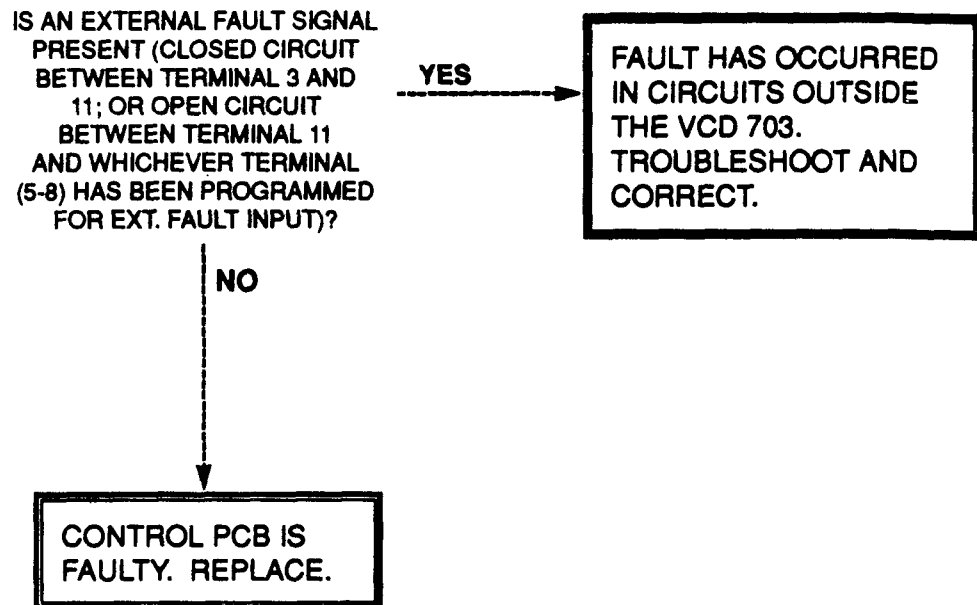 IS AN EXTERNAL FAULT SIGNAL
PRESENT (CLOSED CIRCUIT
BETWEEN TERMINAL 3 AND
11; OR OPEN CIRCUIT
BETWEEN TERMINAL 11
AND WHICHEVER TERMINAL
(5-8) HAS BEEN PROGRAMMED
FOR EXT. FAULT INPUT)?
YES
FAULT HAS OCCURRED
IN CIRCUITS OUTSIDE
THE VCD 703.
TROUBLESHOOT AND
CORRECT.
NO
CONTROL PCB IS
FAULTY. REPLACE.